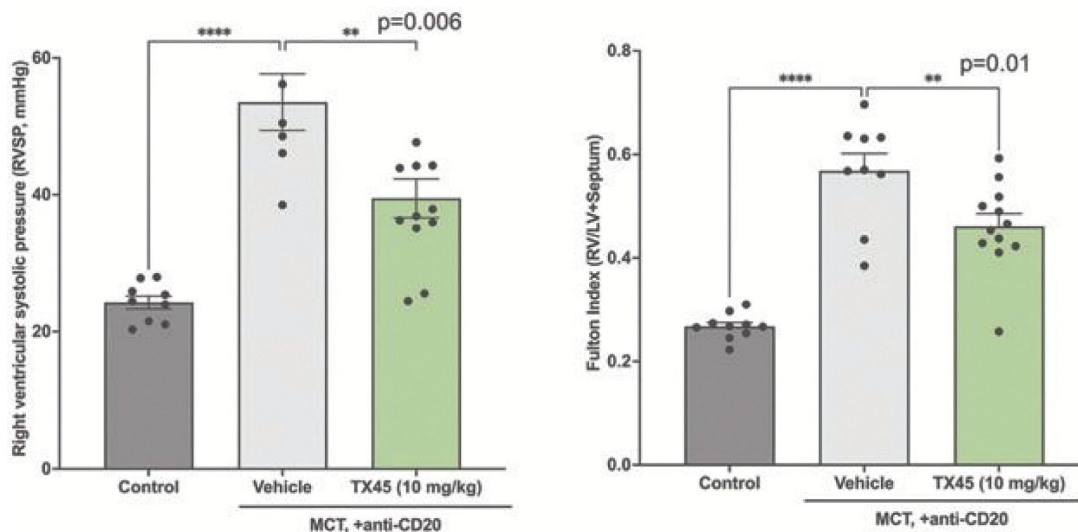 p=0.006
**** **
Right ventricular systolic pressure (RVSP, mmHg)
60
40
20
0
Control Vehicle TX45 (10 mg/kg)
MCT, +anti-CD20
p=0.01
**** **
Fulton Index (RV/LV+Septum)
0.8
0.6
0.4
0.2
0.0
Control Vehicle TX45 (10 mg/kg)
MCT, +anti-CD20